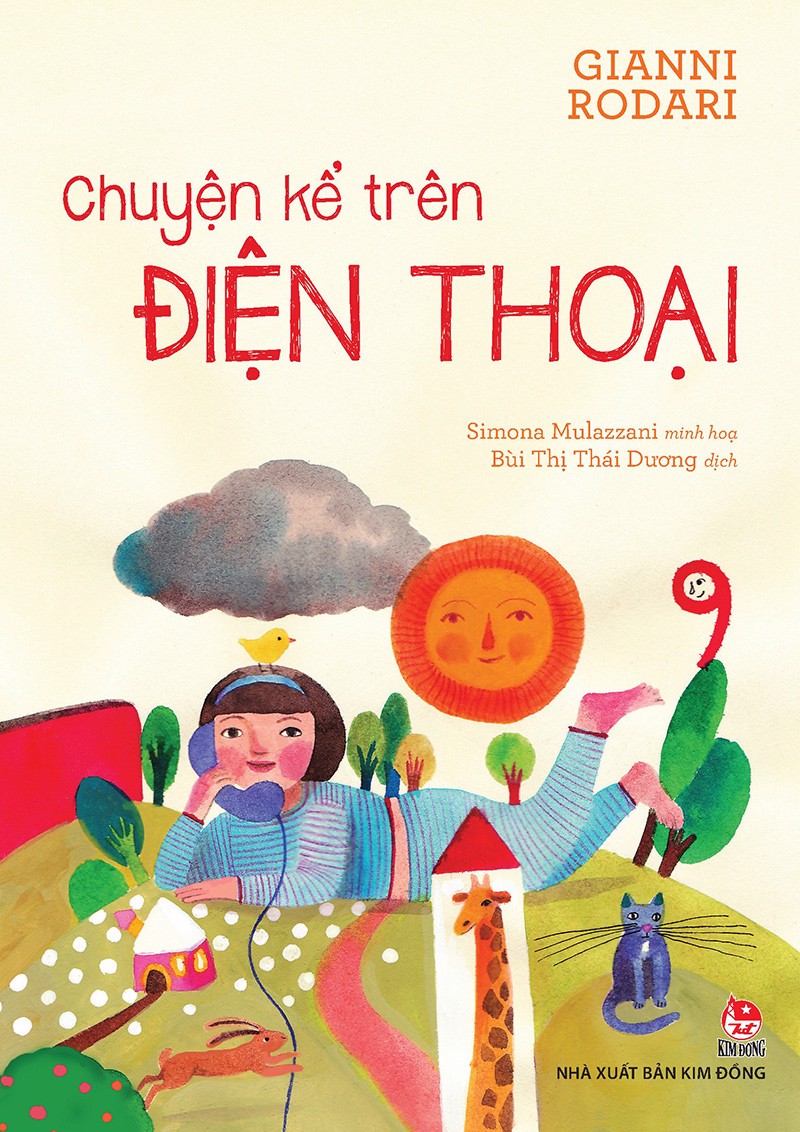 GIANNI
RODARI
Chuyện kể trên
ĐIỆN THOẠI
Simona Mulazzani minh hoạ
Bùi Thị Thái Dương dịch
KIM ĐỒNG
NHÀ XUẤT BẢN KIM ĐỒNG